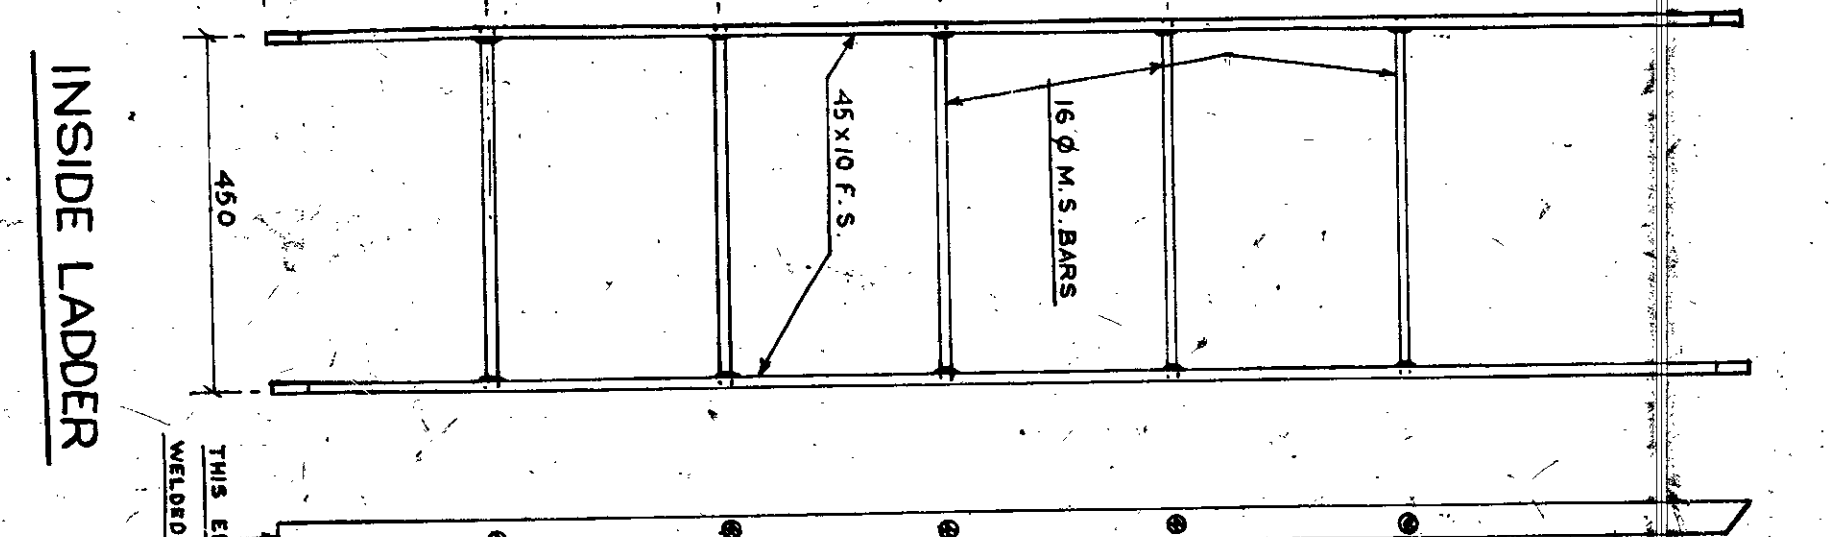 16 Ø M.S. BARS
45 x 10 F.S.
450
INSIDE LADDER
THIS
WELDED